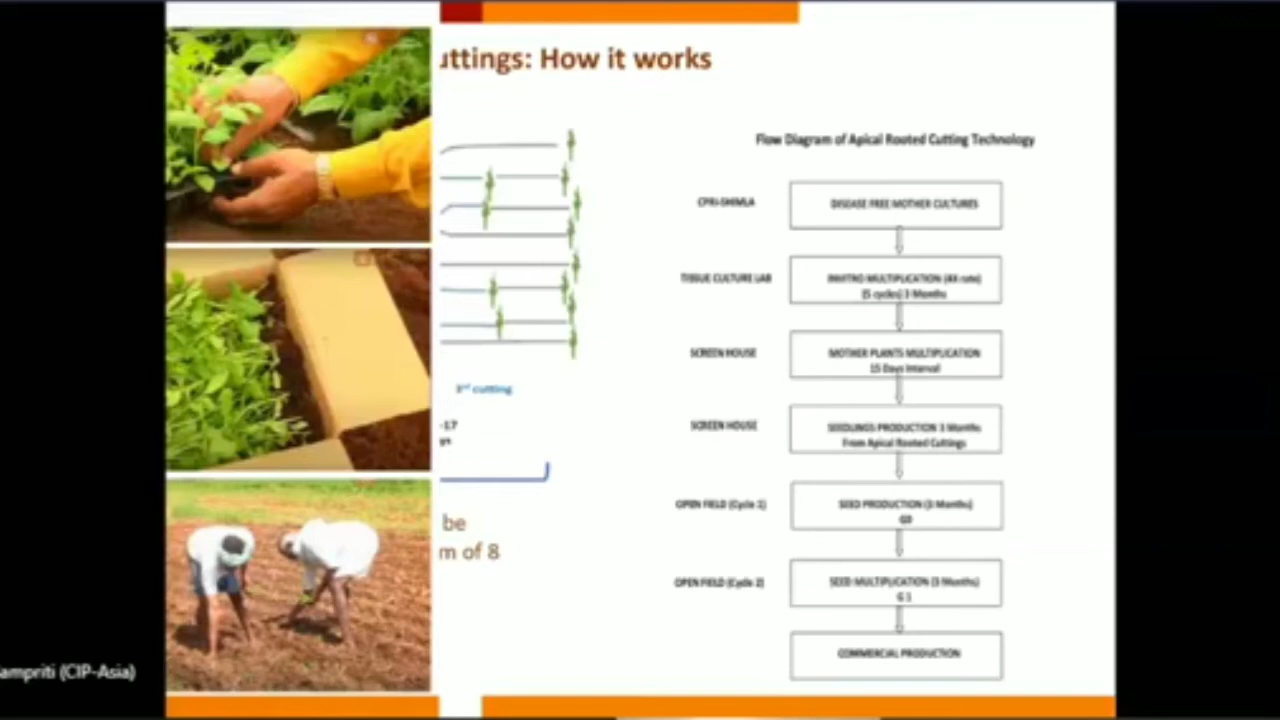 uttings: How it works
Flow Diagram of Apical Rooted Cutting Technology
CPRI-SHIMLA
DISEASE FREE MOTHER CULTURES
TISSUE CULTURE LAB
INVITRO MULTIPLICATION (4X rate)
(5 cycles) 3 Months
SCREEN HOUSE
MOTHER PLANTS MULTIPLICATION
15 Days Interval
3rd cutting
-17
SCREEN HOUSE
SEEDLINGS PRODUCTION 3 Months
From Apical Rooted Cuttings
OPEN FIELD (Cycle 1)
SEED PRODUCTION (3 Months)
G0
be
m of 8
OPEN FIELD (Cycle 2)
SEED MULTIPLICATION (3 Months)
G 1
COMMERCIAL PRODUCTION
ampriti (CIP-Asia)